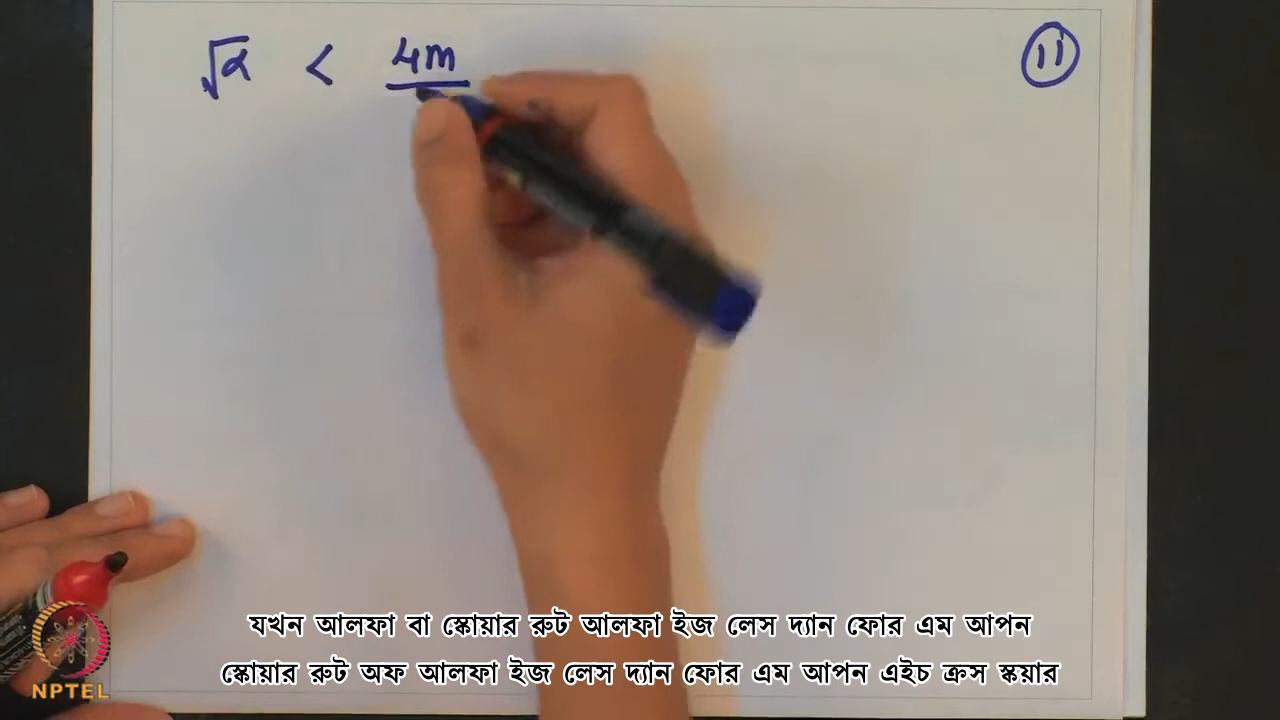 √α < 4m
11
যখন আলফা বা স্কোয়ার রুট আলফা ইজ লেস দ্যান ফোর এম আপন
স্কোয়ার রুট অফ আলফা ইজ লেস দ্যান ফোর এম আপন এইচ ক্রস স্কয়ার
NPTEL